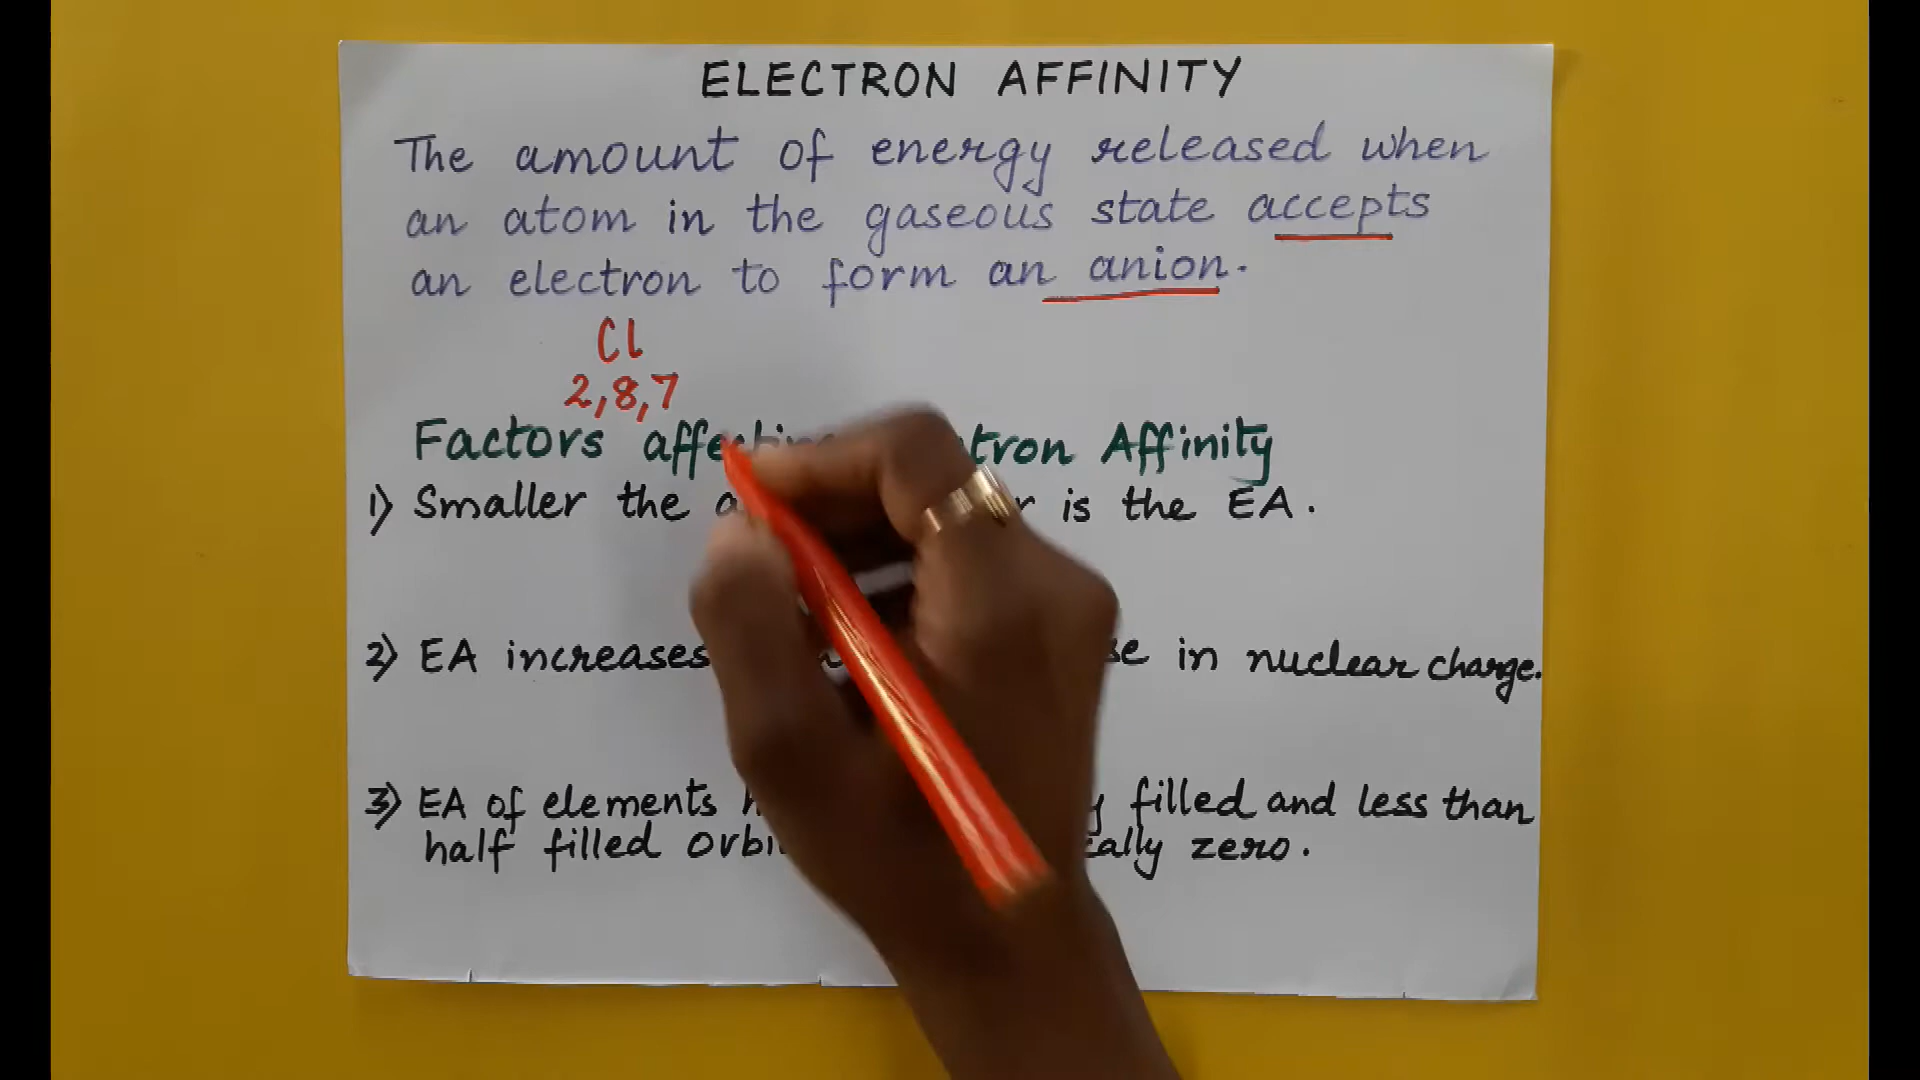 ELECTRON AFFINITY
The amount of energy released when
an atom in the gaseous state accepts
an electron to form an anion.
Cl
2,8,7
Factors Affinity
1) Smaller the is the EA.
2) EA increases in nuclear charge.
3) EA of elements filled and less than
half filled zero.